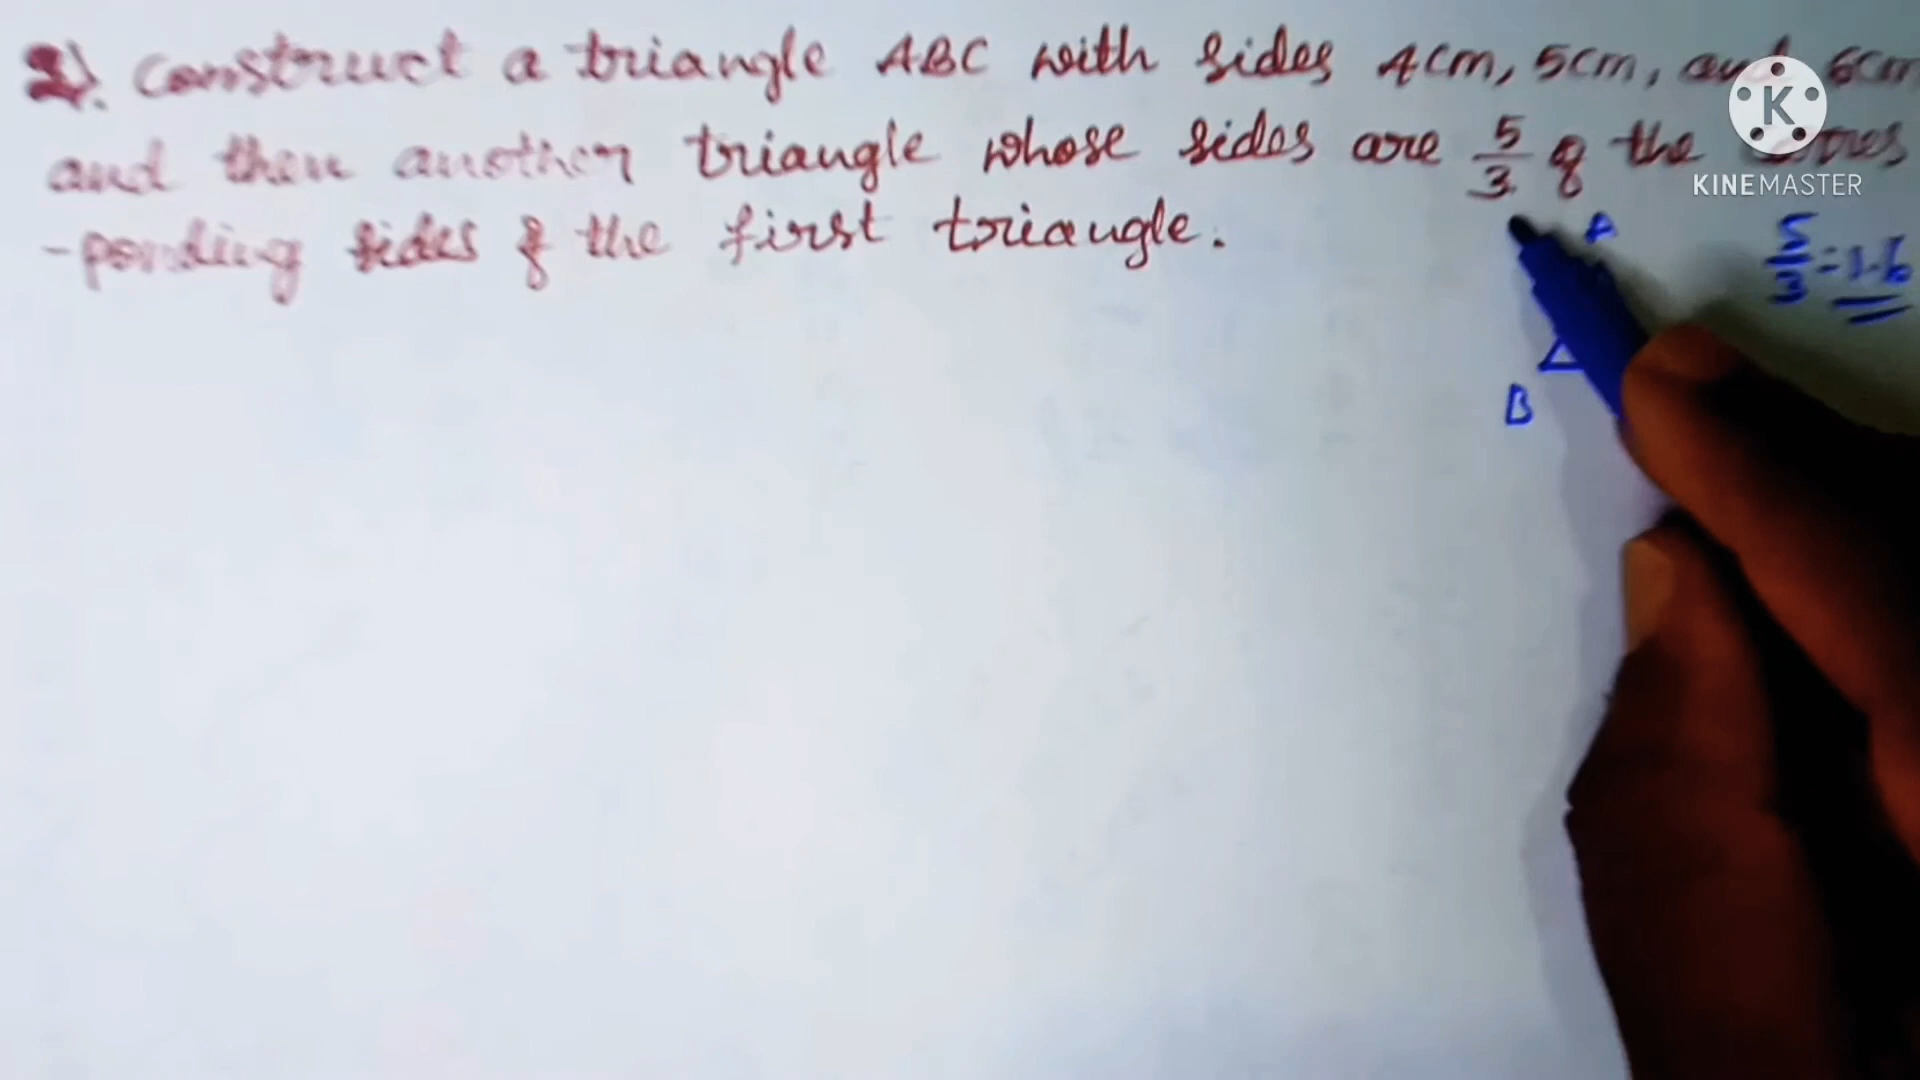 2). Construct a triangle ABC with sides 4cm, 5cm, and 6cm
and then another triangle whose sides are 5/3 of the
-ponding sides of the first triangle.
K
KINEMASTER
A
5/3 = 1.6
B